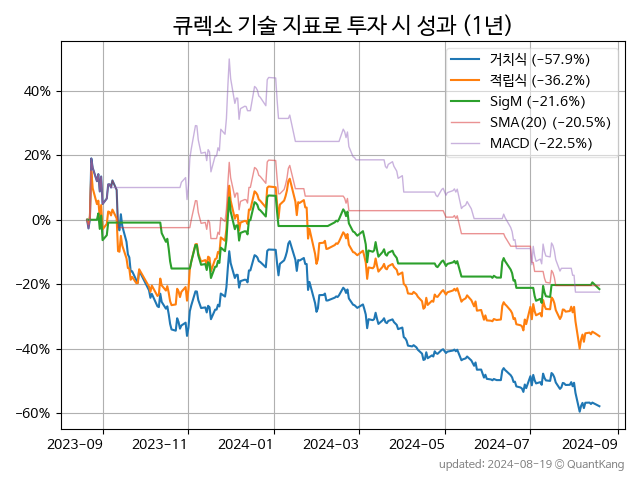 큐렉소 기술 지표로 투자 시 성과 (1년)
거치식 (−57.9%)
적립식 (−36.2%)
SigM (−21.6%)
SMA(20) (−20.5%)
MACD (−22.5%)
40%
20%
0%
−20%
−40%
−60%
2023-09 2023-11 2024-01 2024-03 2024-05 2024-07 2024-09
updated: 2024-08-19 © QuantKang